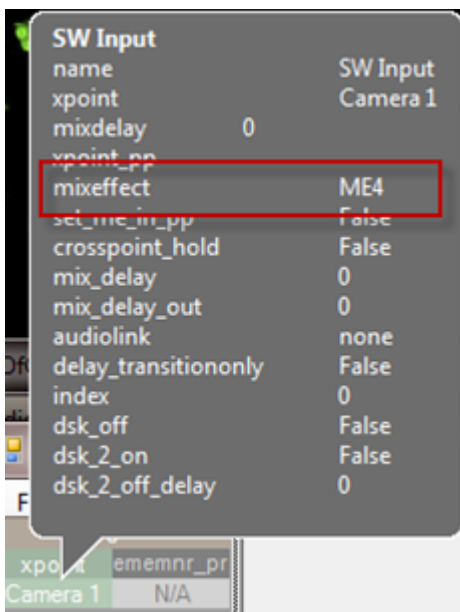 SW Input
name SW Input
xpoint Camera 1
mixdelay 0
xpoint_pp
mixeffect ME4
set_me_in_pp False
crosspoint_hold False
mix_delay 0
mix_delay_out 0
audiolink none
delay_transitiononly False
index 0
dsk_off False
dsk_2_on False
dsk_2_off_delay 0
F
ememnr_pr
Camera 1 N/A